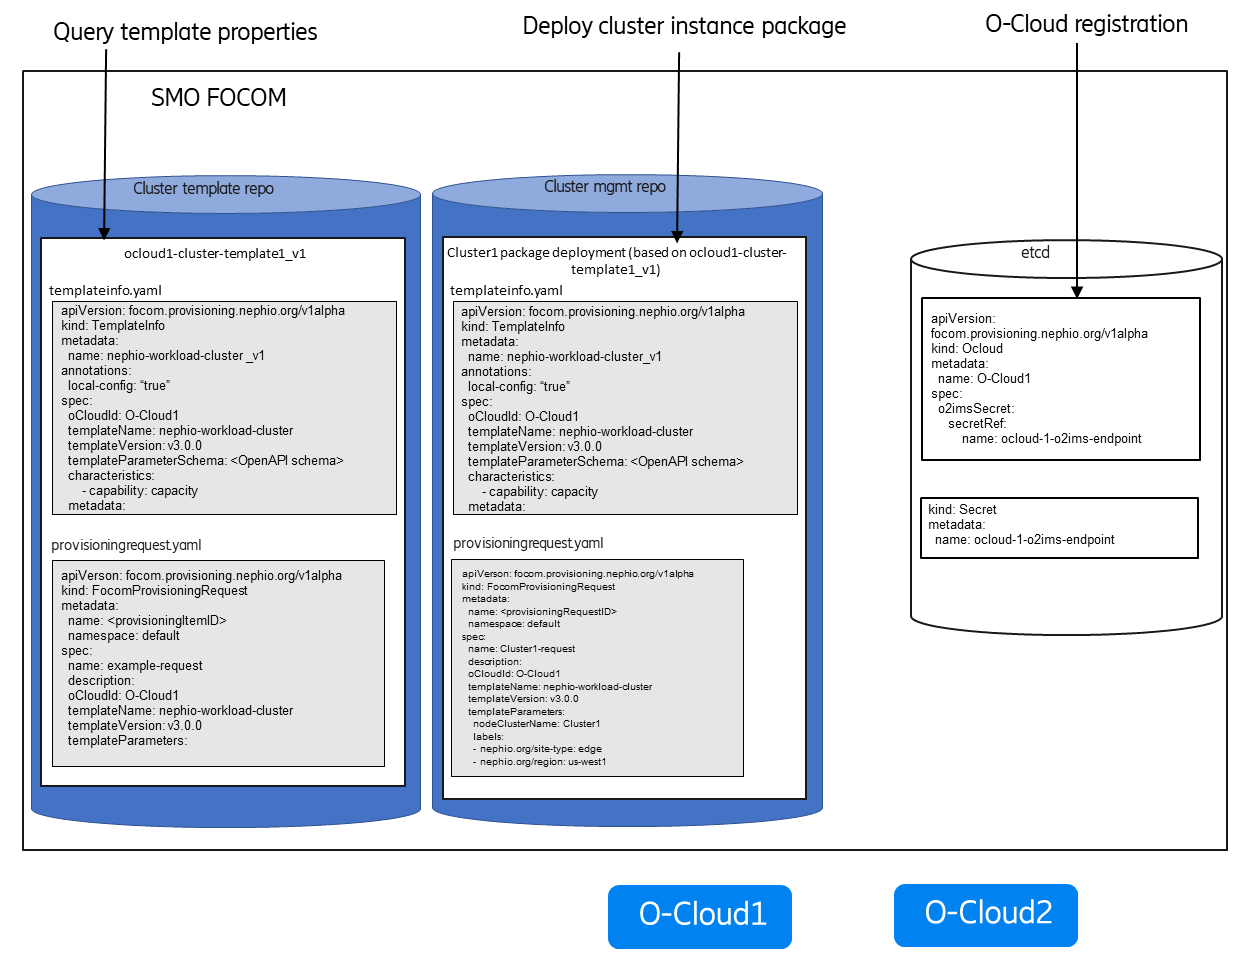 Query template properties
Deploy cluster instance package
O-Cloud registration
SMO FOCOM
Cluster template repo
ocloud1-cluster-template1_v1
templateinfo.yaml
apiVersion: focom.provisioning.nephio.org/v1alpha
kind: TemplateInfo
metadata:
name: nephio-workload-cluster _v1
annotations:
local-config: “true”
spec:
oCloudId: O-Cloud1
templateName: nephio-workload-cluster
templateVersion: v3.0.0
templateParameterSchema: <OpenAPI schema>
characteristics:
- capability: capacity
metadata:
provisioningrequest.yaml
apiVerson: focom.provisioning.nephio.org/v1alpha
kind: FocomProvisioningRequest
metadata:
name: <provisioningItemID>
namespace: default
spec:
name: example-request
description:
oCloudId: O-Cloud1
templateName: nephio-workload-cluster
templateVersion: v3.0.0
templateParameters:
Cluster mgmt repo
Cluster1 package deployment (based on ocloud1-cluster-
template1_v1)
templateinfo.yaml
apiVersion: focom.provisioning.nephio.org/v1alpha
kind: TemplateInfo
metadata:
name: nephio-workload-cluster_v1
annotations:
local-config: “true”
spec:
oCloudId: O-Cloud1
templateName: nephio-workload-cluster
templateVersion: v3.0.0
templateParameterSchema: <OpenAPI schema>
characteristics:
- capability: capacity
metadata:
provisioningrequest.yaml
apiVerson: focom.provisioning.nephio.org/v1alpha
kind: FocomProvisioningRequest
metadata:
name: <provisioningRequestID>
namespace: default
spec:
name: Cluster1-request
description:
oCloudId: O-Cloud1
templateName: nephio-workload-cluster
templateVersion: v3.0.0
templateParameters:
nodeClusterName: Cluster1
labels:
- nephio.org/site-type: edge
- nephio.org/region: us-west1
etcd
apiVersion:
focom.provisioning.nephio.org/v1alpha
kind: Ocloud
metadata:
name: O-Cloud1
spec:
o2imsSecret:
secretRef:
name: ocloud-1-o2ims-endpoint
kind: Secret
metadata:
name: ocloud-1-o2ims-endpoint
O-Cloud1
O-Cloud2